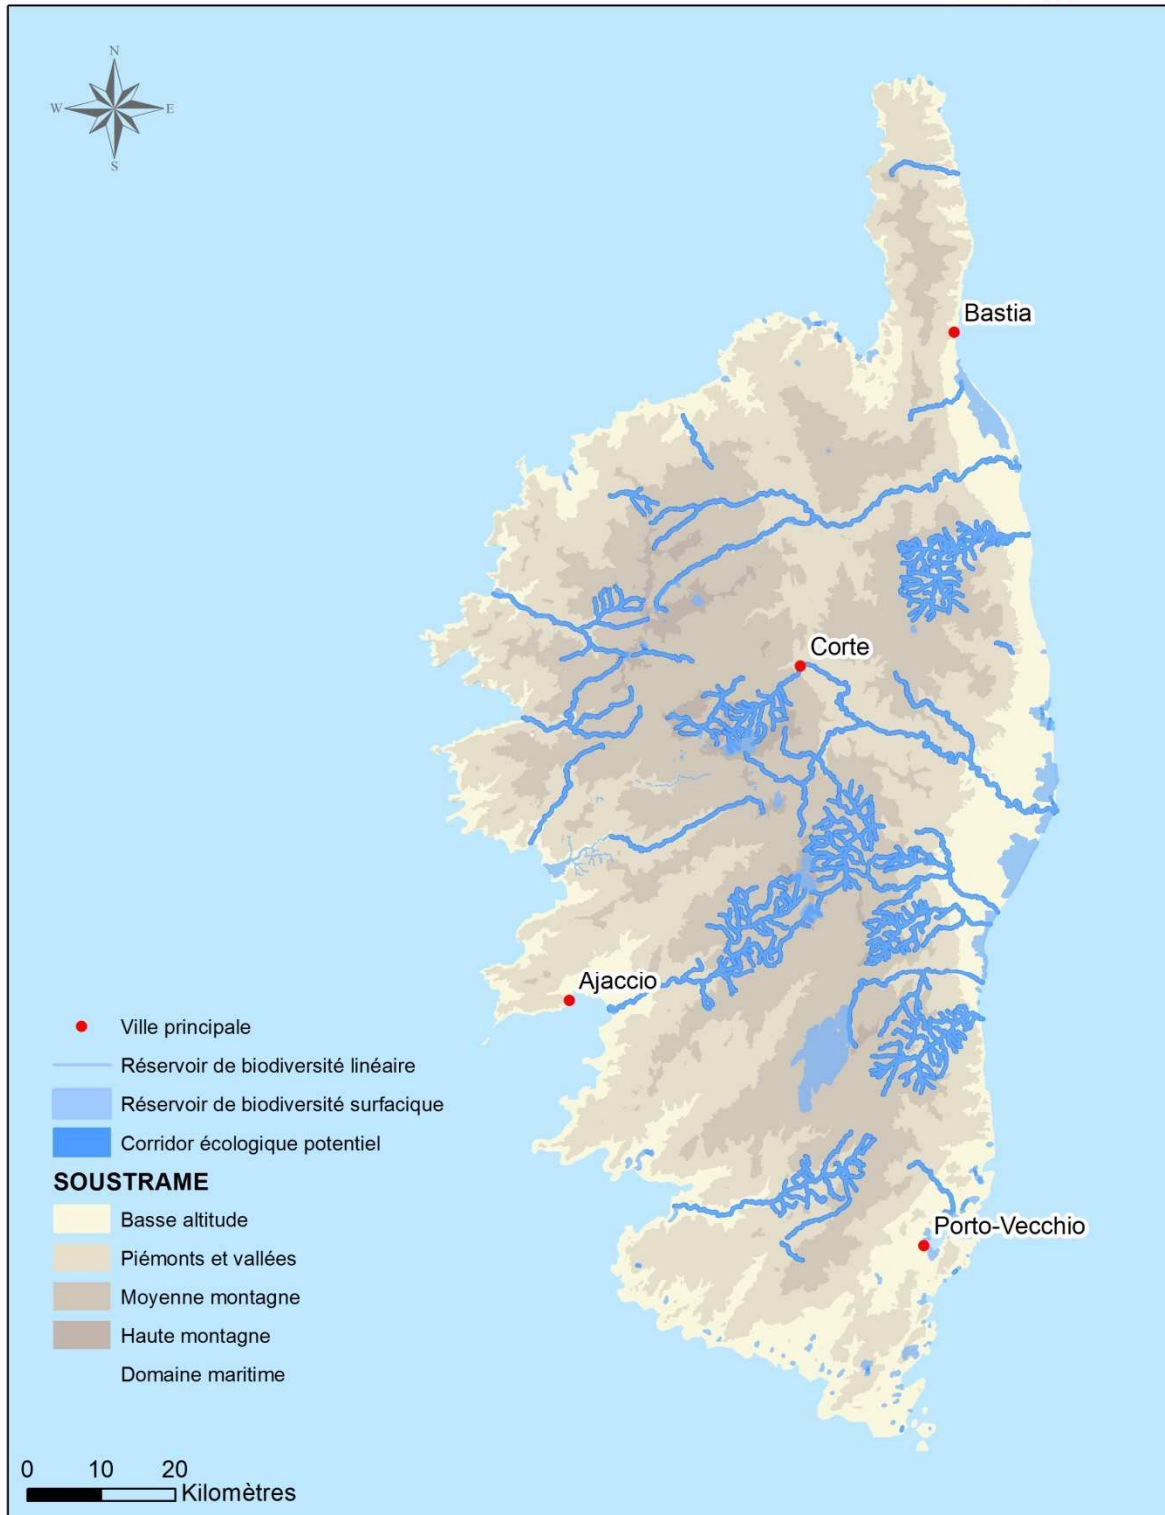 N
W E
S
Bastia
Corte
Ajaccio
Porto-Vecchio
Ville principale
Réservoir de biodiversité linéaire
Réservoir de biodiversité surfacique
Corridor écologique potentiel
SOUSTRAME
Basse altitude
Piémonts et vallées
Moyenne montagne
Haute montagne
Domaine maritime
0 10 20
Kilomètres